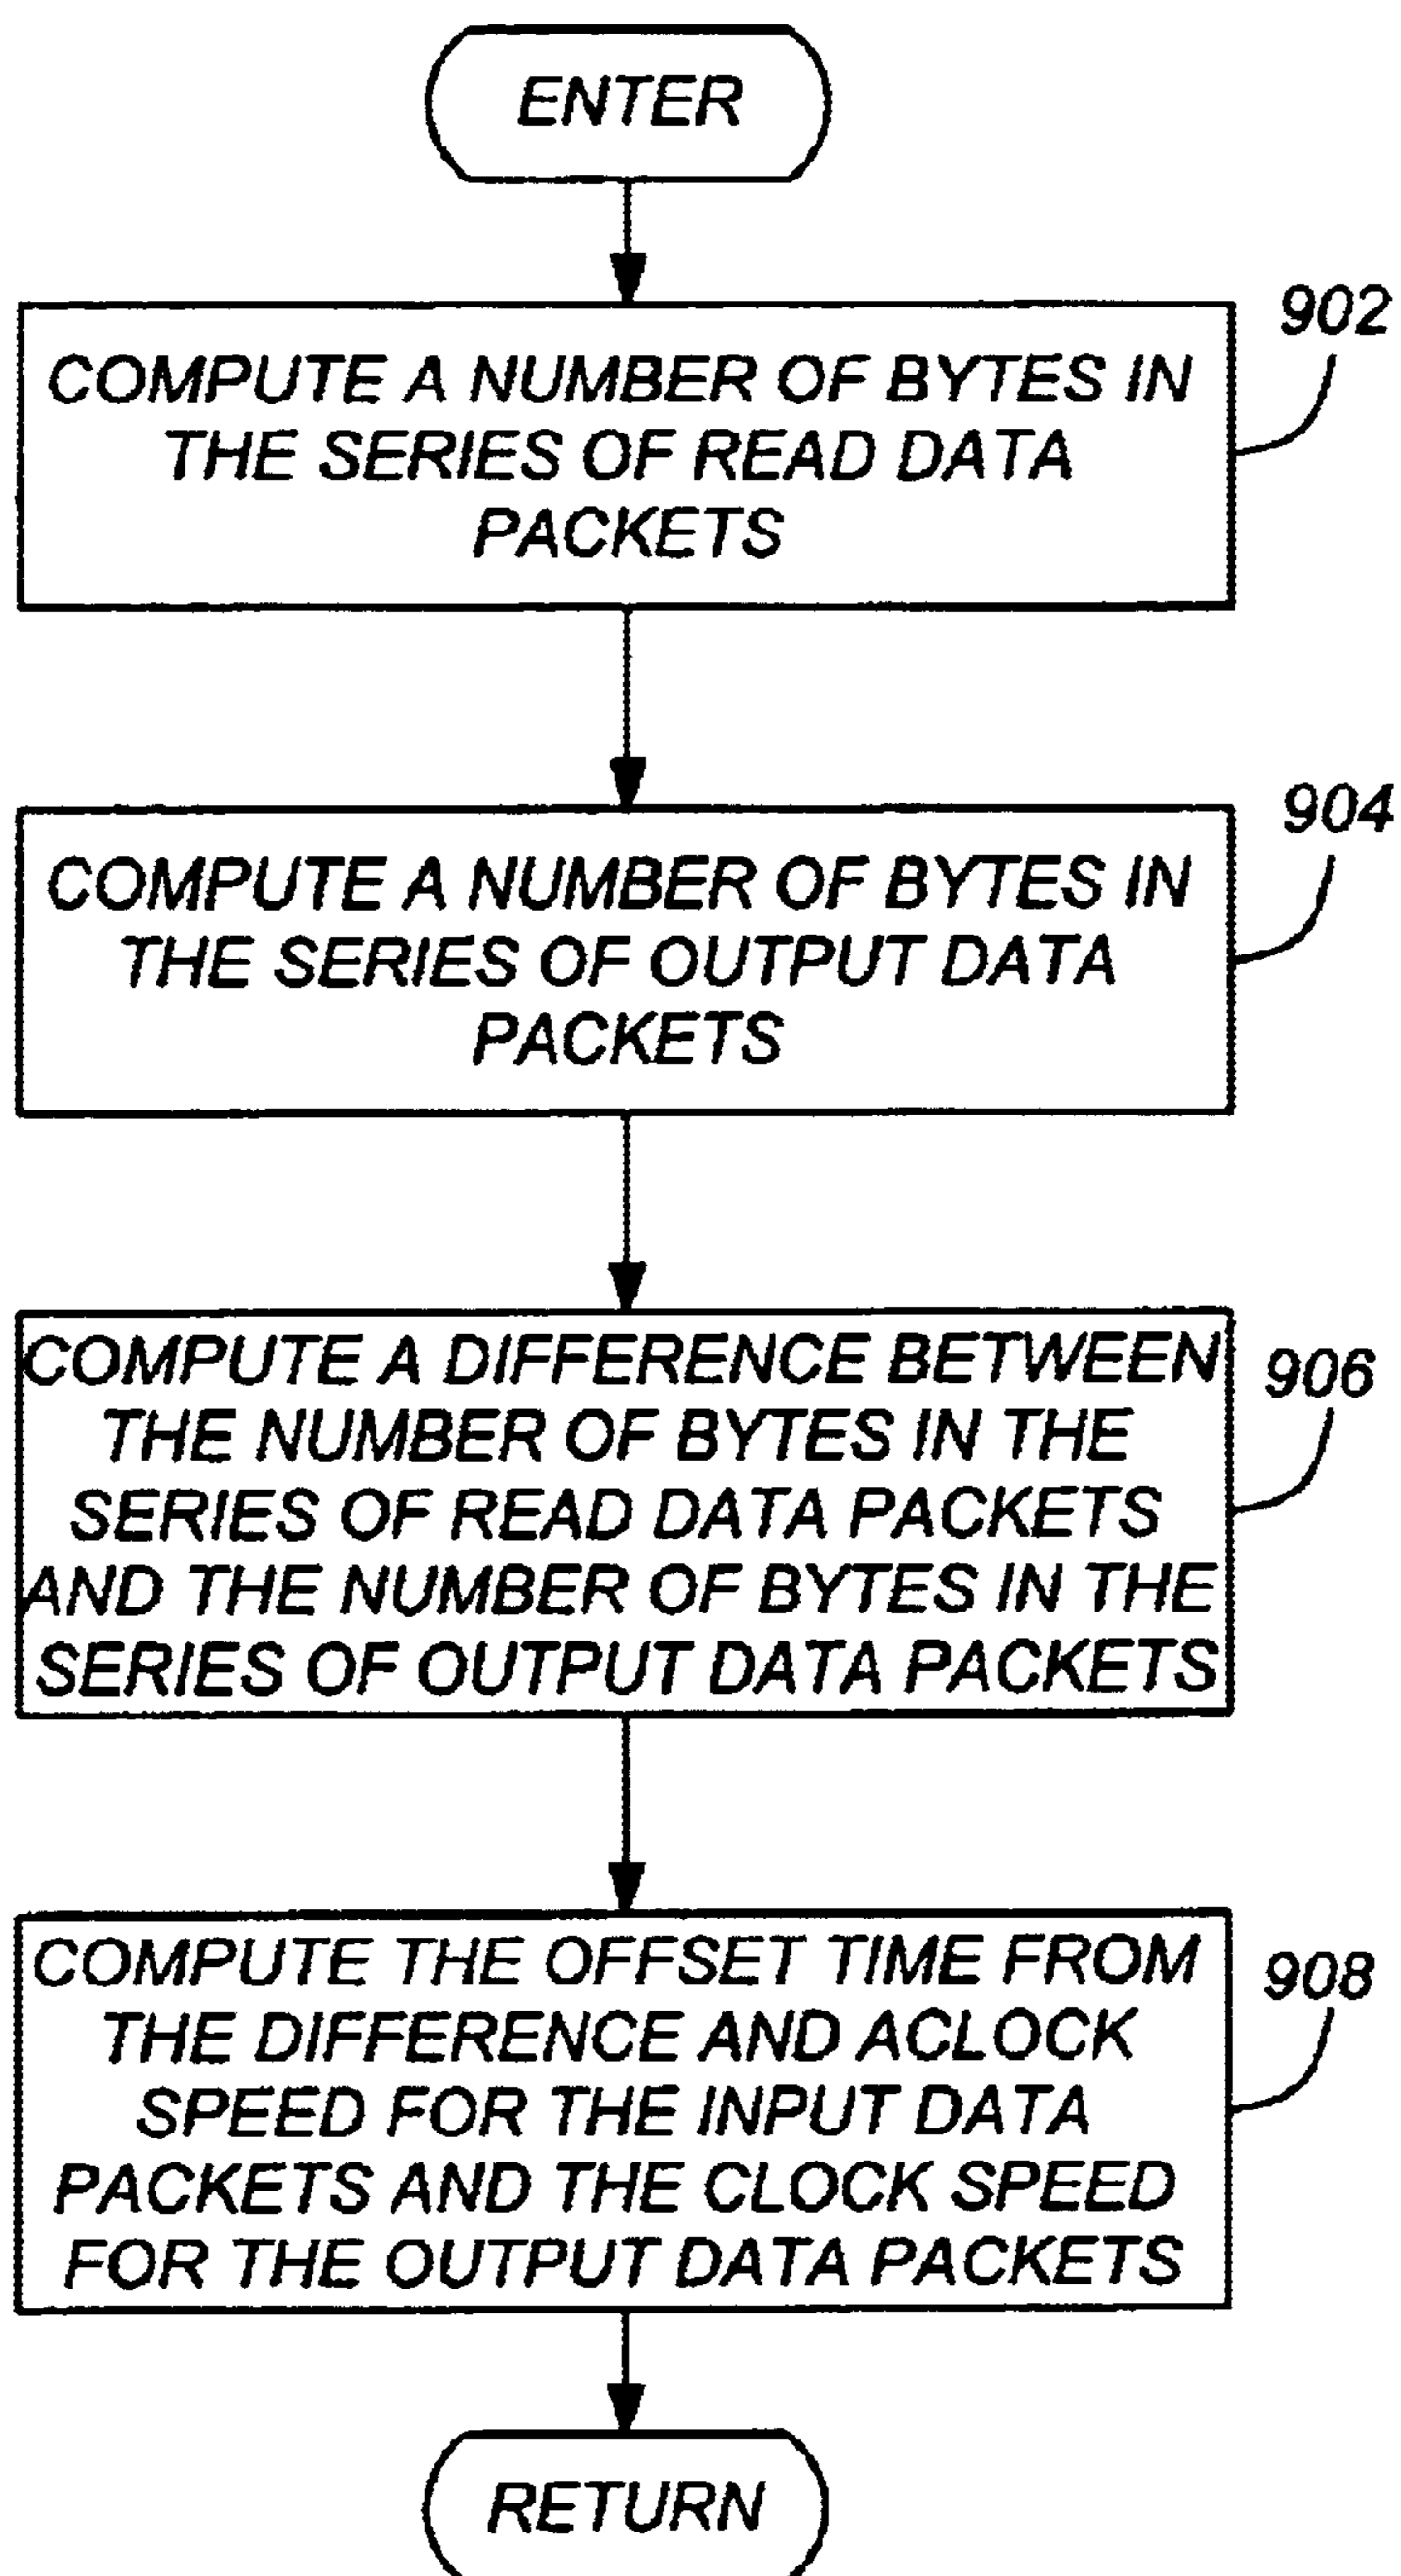 ENTER
902
COMPUTE A NUMBER OF BYTES IN
THE SERIES OF READ DATA
PACKETS
904
COMPUTE A NUMBER OF BYTES IN
THE SERIES OF OUTPUT DATA
PACKETS
906
COMPUTE A DIFFERENCE BETWEEN
THE NUMBER OF BYTES IN THE
SERIES OF READ DATA PACKETS
AND THE NUMBER OF BYTES IN THE
SERIES OF OUTPUT DATA PACKETS
908
COMPUTE THE OFFSET TIME FROM
THE DIFFERENCE AND ACLOCK
SPEED FOR THE INPUT DATA
PACKETS AND THE CLOCK SPEED
FOR THE OUTPUT DATA PACKETS
RETURN